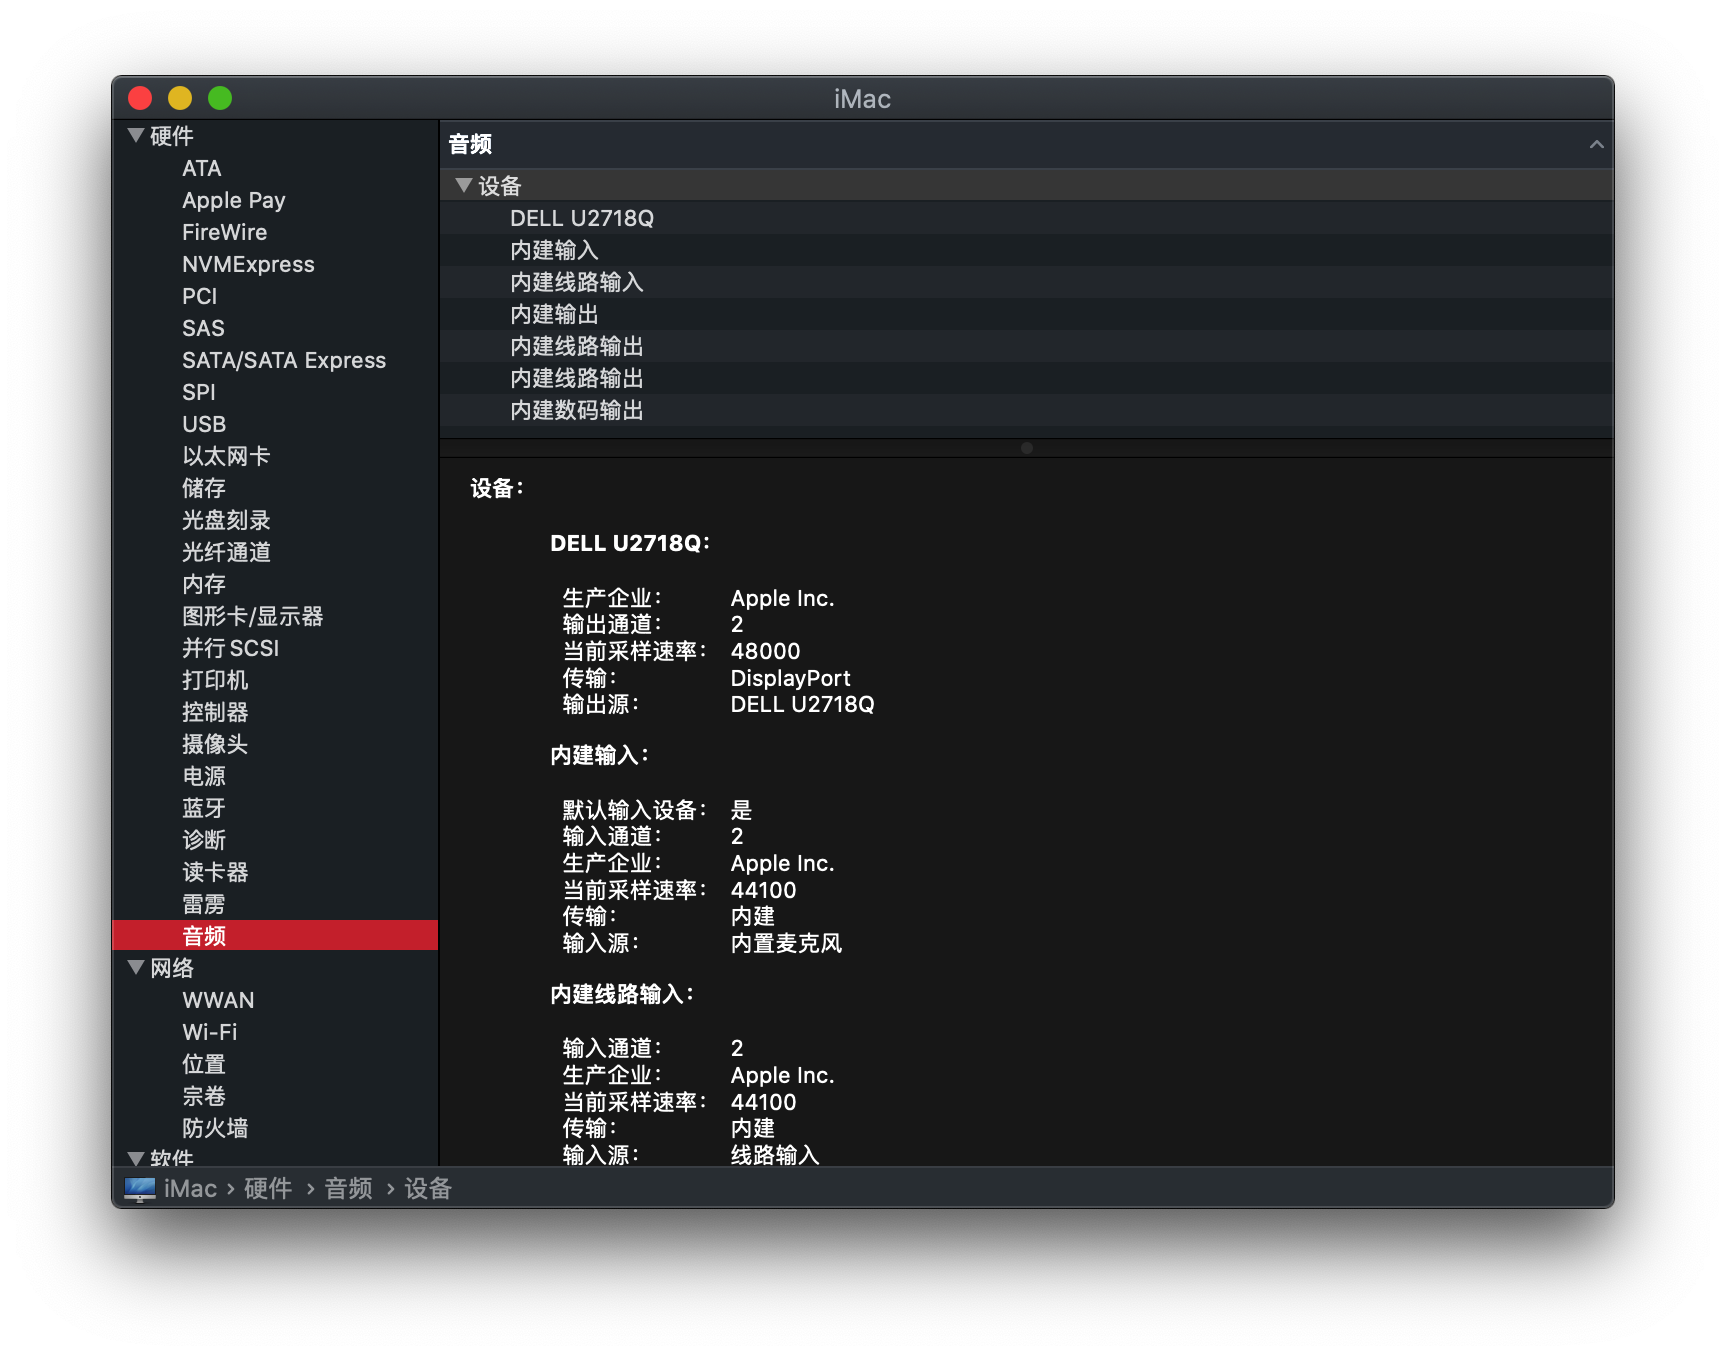 iMac
硬件
ATA
Apple Pay
FireWire
NVMExpress
PCI
SAS
SATA/SATA Express
SPI
USB
以太网卡
储存
光盘刻录
光纤通道
内存
图形卡/显示器
并行 SCSI
打印机
控制器
摄像头
电源
蓝牙
诊断
读卡器
雷雳
音频
网络
WWAN
Wi-Fi
位置
宗卷
防火墙
软件
音频
设备
DELL U2718Q
内建输入
内建线路输入
内建输出
内建线路输出
内建线路输出
内建数码输出
设备：
DELL U2718Q：
生产企业： Apple Inc.
输出通道： 2
当前采样速率： 48000
传输： DisplayPort
输出源： DELL U2718Q
内建输入：
默认输入设备： 是
输入通道： 2
生产企业： Apple Inc.
当前采样速率： 44100
传输： 内建
输入源： 内置麦克风
内建线路输入：
输入通道： 2
生产企业： Apple Inc.
当前采样速率： 44100
传输： 内建
输入源： 线路输入
iMac › 硬件 › 音频 › 设备